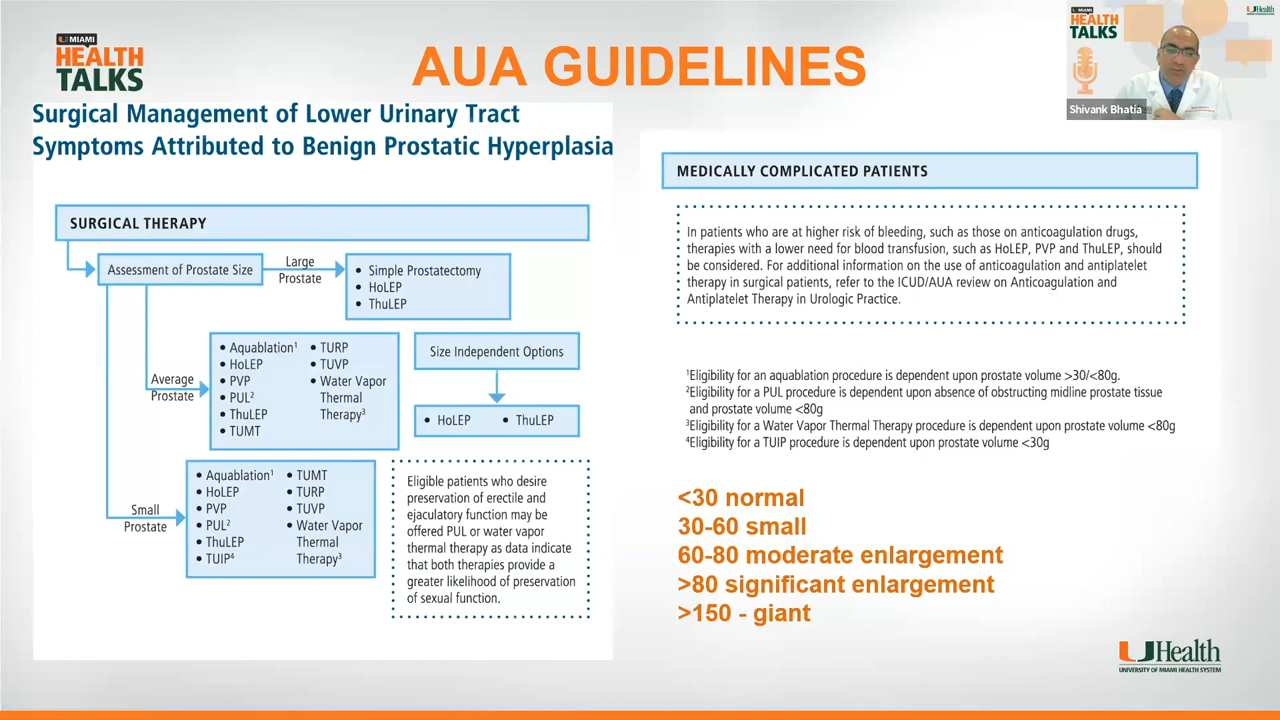 U MIAMI
HEALTH
TALKS
AUA GUIDELINES
U MIAMI
HEALTH
TALKS
UHealth
Shivank Bhatia
Surgical Management of Lower Urinary Tract
Symptoms Attributed to Benign Prostatic Hyperplasia
SURGICAL THERAPY
Assessment of Prostate Size
Large
Prostate
• Simple Prostatectomy
• HoLEP
• ThuLEP
Average
Prostate
• Aquablation¹
• HoLEP
• PVP
• PUL²
• ThuLEP
• TUMT
• TURP
• TUVP
• Water Vapor
Thermal
Therapy³
Size Independent Options
• HoLEP • ThuLEP
Small
Prostate
• Aquablation¹
• HoLEP
• PVP
• PUL²
• ThuLEP
• TUIP⁴
• TUMT
• TURP
• TUVP
• Water Vapor
Thermal
Therapy³
Eligible patients who desire
preservation of erectile and
ejaculatory function may be
offered PUL or water vapor
thermal therapy as data indicate
that both therapies provide a
greater likelihood of preservation
of sexual function.
MEDICALLY COMPLICATED PATIENTS
In patients who are at higher risk of bleeding, such as those on anticoagulation drugs,
therapies with a lower need for blood transfusion, such as HoLEP, PVP and ThuLEP, should
be considered. For additional information on the use of anticoagulation and antiplatelet
therapy in surgical patients, refer to the ICUD/AUA review on Anticoagulation and
Antiplatelet Therapy in Urologic Practice.
¹Eligibility for an aquablation procedure is dependent upon prostate volume >30/<80g.
²Eligibility for a PUL procedure is dependent upon absence of obstructing midline prostate tissue
and prostate volume <80g
³Eligibility for a Water Vapor Thermal Therapy procedure is dependent upon prostate volume <80g
⁴Eligibility for a TUIP procedure is dependent upon prostate volume <30g
<30 normal
30-60 small
60-80 moderate enlargement
>80 significant enlargement
>150 - giant
UHealth
UNIVERSITY OF MIAMI HEALTH SYSTEM